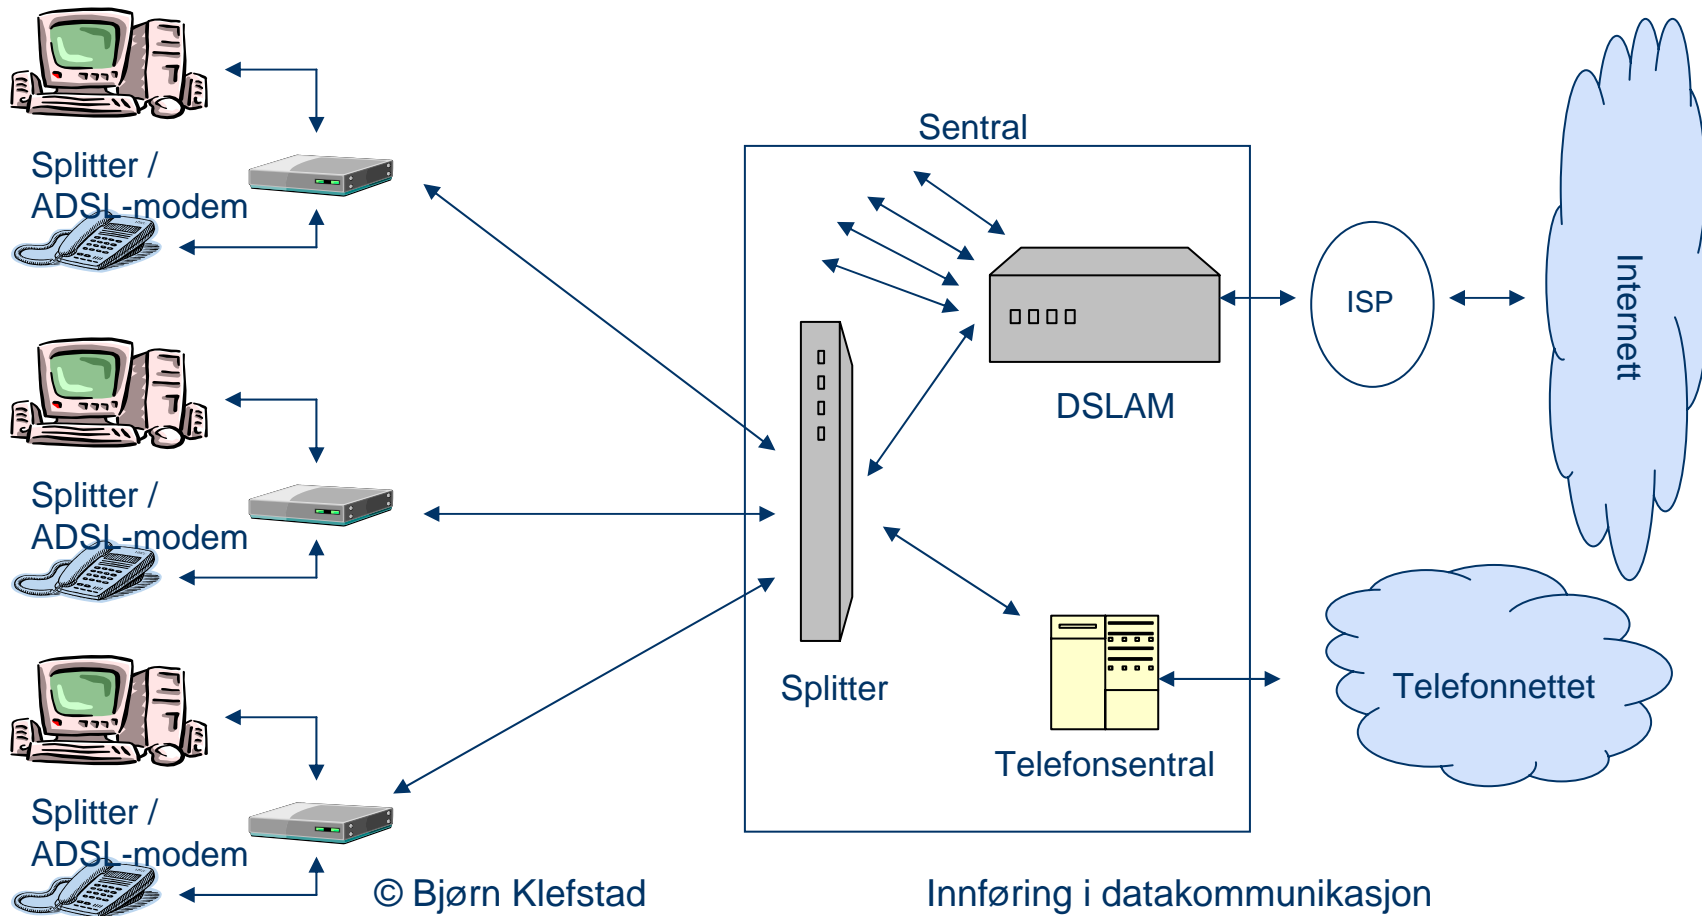 Sentral
Splitter /
ADSL-modem
Splitter /
ADSL-modem
Splitter /
ADSL-modem
Splitter
DSLAM
Telefonsentral
ISP
Internett
Telefonnettet
© Bjørn Klefstad
Innføring i datakommunikasjon